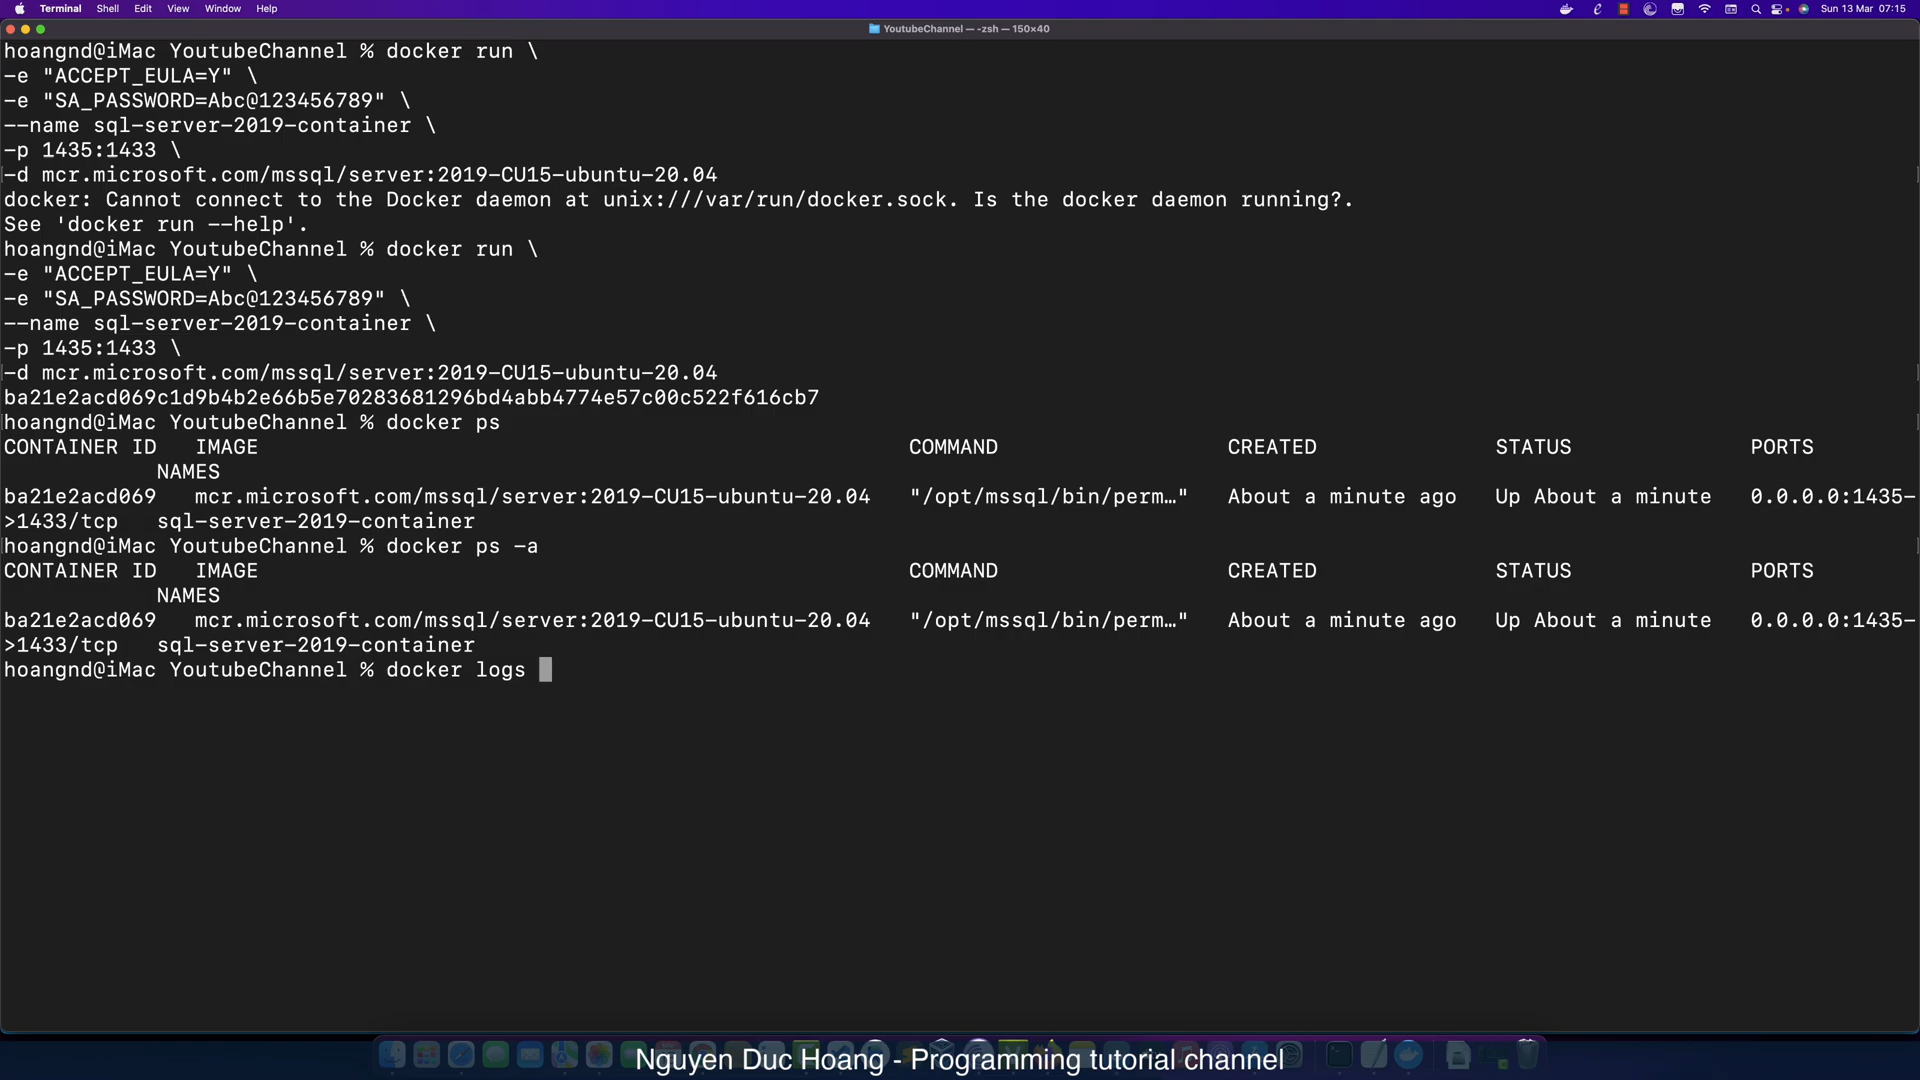 Terminal Shell Edit View Window Help Sun 13 Mar 07:15
YoutubeChannel — -zsh — 150×40
hoangnd@iMac YoutubeChannel % docker run \
-e "ACCEPT_EULA=Y" \
-e "SA_PASSWORD=Abc@123456789" \
--name sql-server-2019-container \
-p 1435:1433 \
-d mcr.microsoft.com/mssql/server:2019-CU15-ubuntu-20.04
docker: Cannot connect to the Docker daemon at unix:///var/run/docker.sock. Is the docker daemon running?.
See 'docker run --help'.
hoangnd@iMac YoutubeChannel % docker run \
-e "ACCEPT_EULA=Y" \
-e "SA_PASSWORD=Abc@123456789" \
--name sql-server-2019-container \
-p 1435:1433 \
-d mcr.microsoft.com/mssql/server:2019-CU15-ubuntu-20.04
ba21e2acd069c1d9b4b2e66b5e70283681296bd4abb4774e57c00c522f616cb7
hoangnd@iMac YoutubeChannel % docker ps
CONTAINER ID IMAGE COMMAND CREATED STATUS PORTS
NAMES
ba21e2acd069 mcr.microsoft.com/mssql/server:2019-CU15-ubuntu-20.04 "/opt/mssql/bin/perm…" About a minute ago Up About a minute 0.0.0.0:1435-
>1433/tcp sql-server-2019-container
hoangnd@iMac YoutubeChannel % docker ps -a
CONTAINER ID IMAGE COMMAND CREATED STATUS PORTS
NAMES
ba21e2acd069 mcr.microsoft.com/mssql/server:2019-CU15-ubuntu-20.04 "/opt/mssql/bin/perm…" About a minute ago Up About a minute 0.0.0.0:1435-
>1433/tcp sql-server-2019-container
hoangnd@iMac YoutubeChannel % docker logs
Nguyen Duc Hoang - Programming tutorial channel